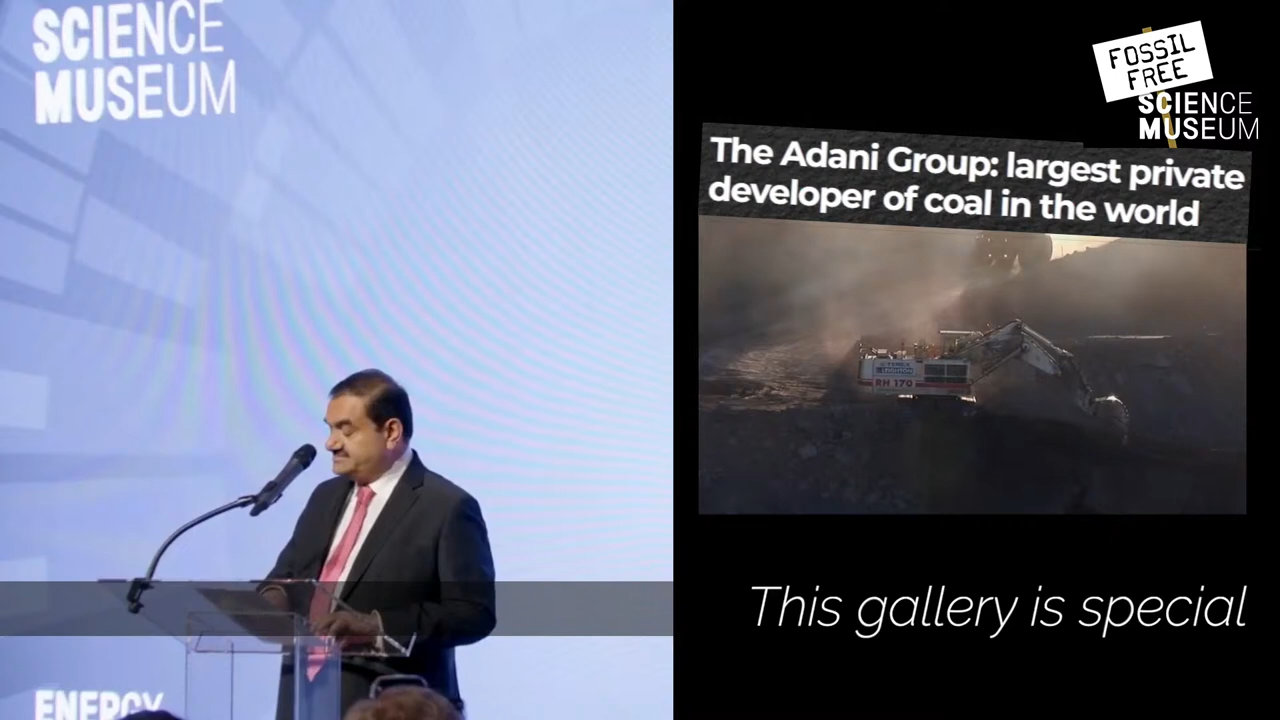 SCIENCE
MUSEUM
ENERGY
FOSSIL
FREE
SCIENCE
MUSEUM
The Adani Group: largest private
developer of coal in the world
RH 170
This gallery is special